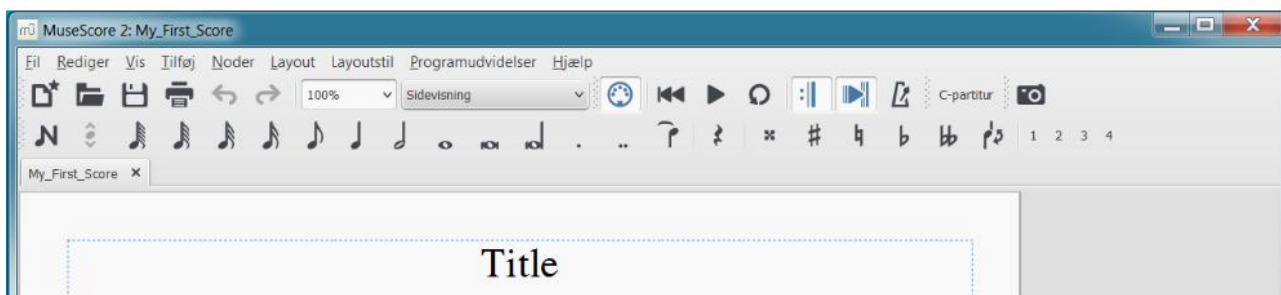 MuseScore 2: My_First_Score
Fil Rediger Vis Tilføj Noder Layout Layoutstil Programudvidelser Hjælp
100% Sidevisning C-partitur
N 1 2 3 4
My_First_Score
Title